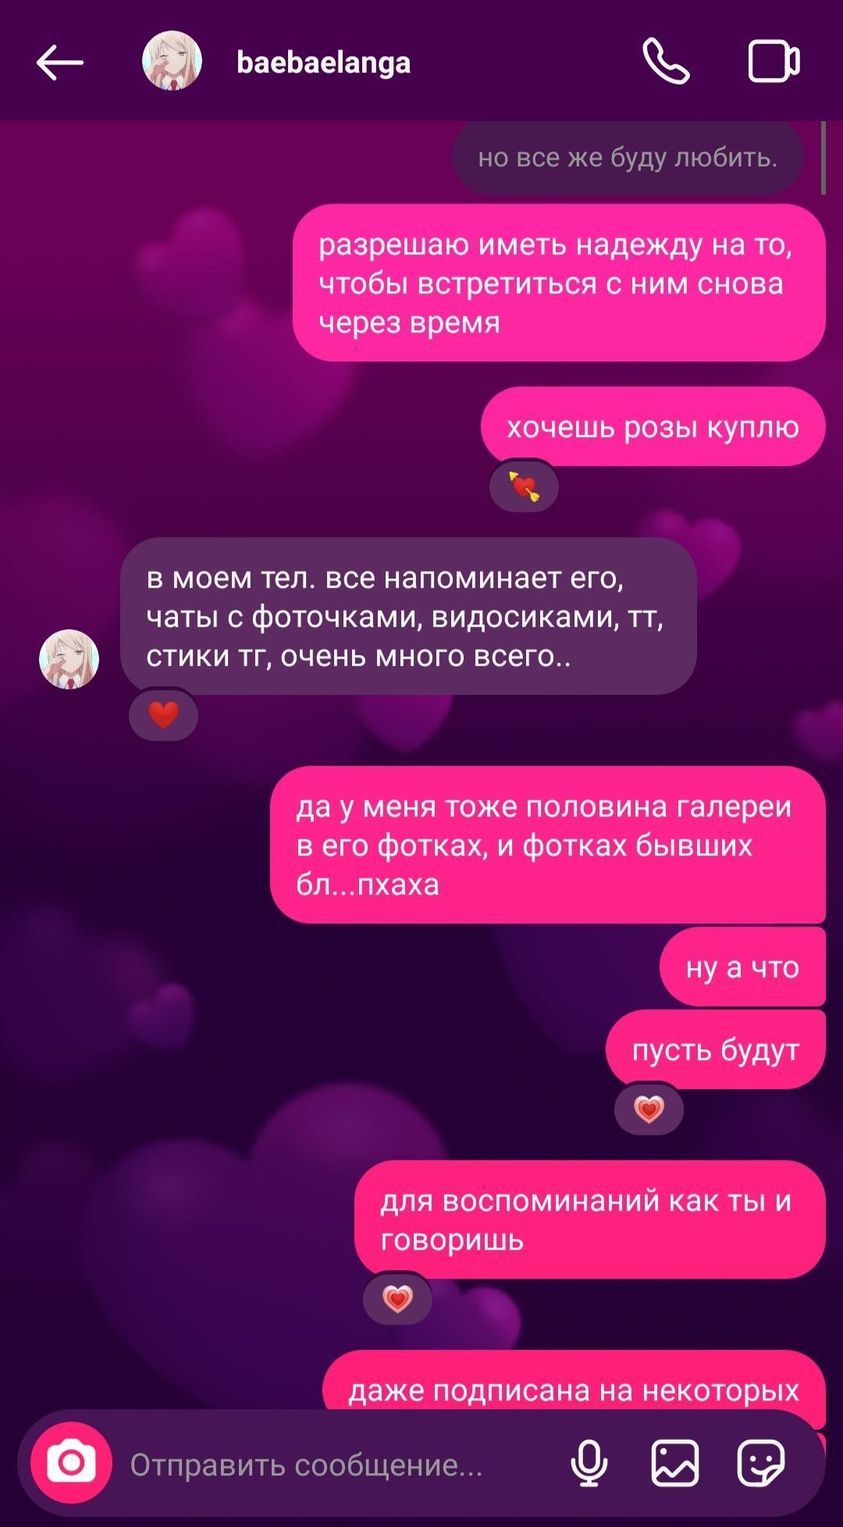 baebaelanga
но все же буду любить.
разрешаю иметь надежду на то,
чтобы встретиться с ним снова
через время
хочешь розы куплю
в моем тел. все напоминает его,
чаты с фоточками, видосиками, тт,
стики тг, очень много всего..
да у меня тоже половина галереи
в его фотках, и фотках бывших
бл...пхаха
ну а что
пусть будут
для воспоминаний как ты и
говоришь
даже подписана на некоторых
Отправить сообщение...